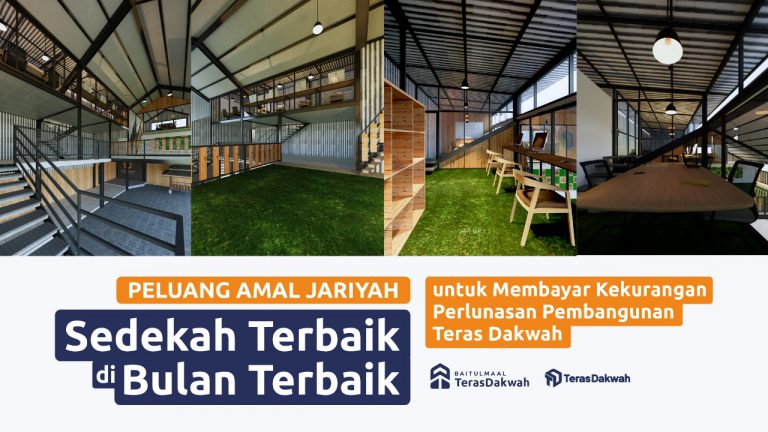 PELUANG AMAL JARIYAH
Sedekah Terbaik
di Bulan Terbaik
untuk Membayar Kekurangan
Perlunasan Pembangunan
Teras Dakwah
BAITULMAAL
TerasDakwah
TerasDakwah